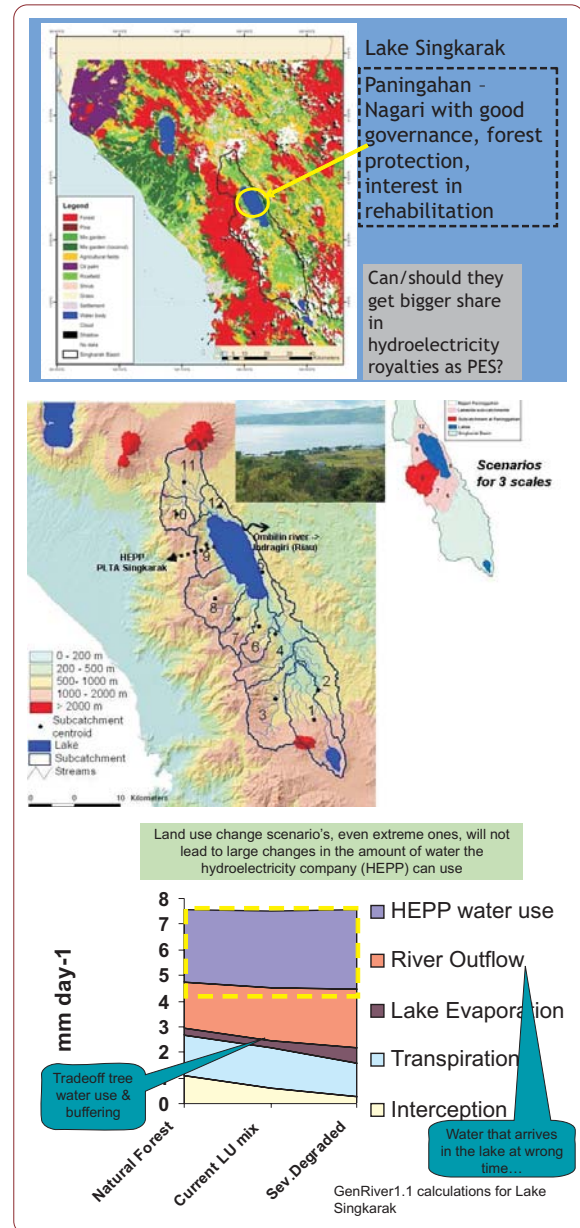 Lake Singkarak
Paningahan -
Nagari with good
governance, forest
protection,
interest in
rehabilitation
Can/should they
get bigger share
in
hydroelectricity
royalties as PES?
Legend
Forest
Pine
Mix garden
Mix garden (coconut)
Agricultural fields
Oil palm
Ricefield
Shrub
Grass
Settlement
Water body
Cloud
Shadow
No data
Singkarak Basin
Kilometers
Lake
Singkarak Basin
Scenarios
for 3 scales
11
12
10
Ombilin river ->
Indragiri (Riau)
HEPP
PLTA Singkarak
9
5
8
7
6
4
2
3
1
0 - 200 m
200 - 500 m
500 - 1000 m
1000 - 2000 m
> 2000 m
Subcatchment
centroid
Lake
Subcatchment
Streams
10 0 10 Kilometers
Land use change scenario's, even extreme ones, will not
lead to large changes in the amount of water the
hydroelectricity company (HEPP) can use
8
7
6
5
4
3
2
0
mm day-1
HEPP water use
River Outflow
Lake Evaporation
Transpiration
Interception
Tradeoff tree
water use &
buffering
Water that arrives
in the lake at wrong
time…
Natural Forest
Current LU mix
Sev.Degraded
GenRiver1.1 calculations for Lake
Singkarak